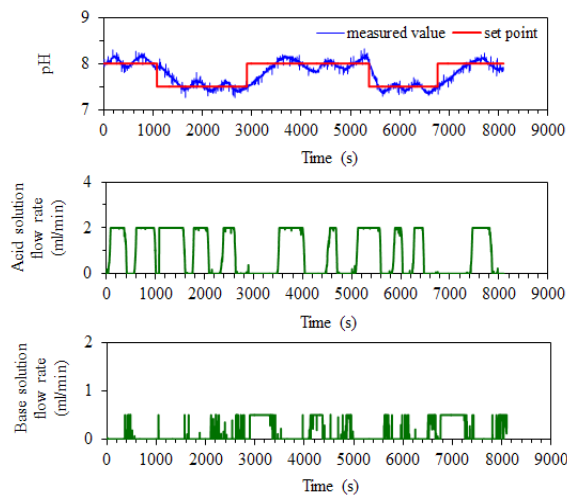 measured value set point
9
8
7
pH
0 1000 2000 3000 4000 5000 6000 7000 8000 9000
Time (s)
4
2
0
Acid solution
flow rate
(ml/min)
0 1000 2000 3000 4000 5000 6000 7000 8000 9000
Time (s)
2
1
0
Base solution
flow rate
(ml/min)
0 1000 2000 3000 4000 5000 6000 7000 8000 9000
Time (s)